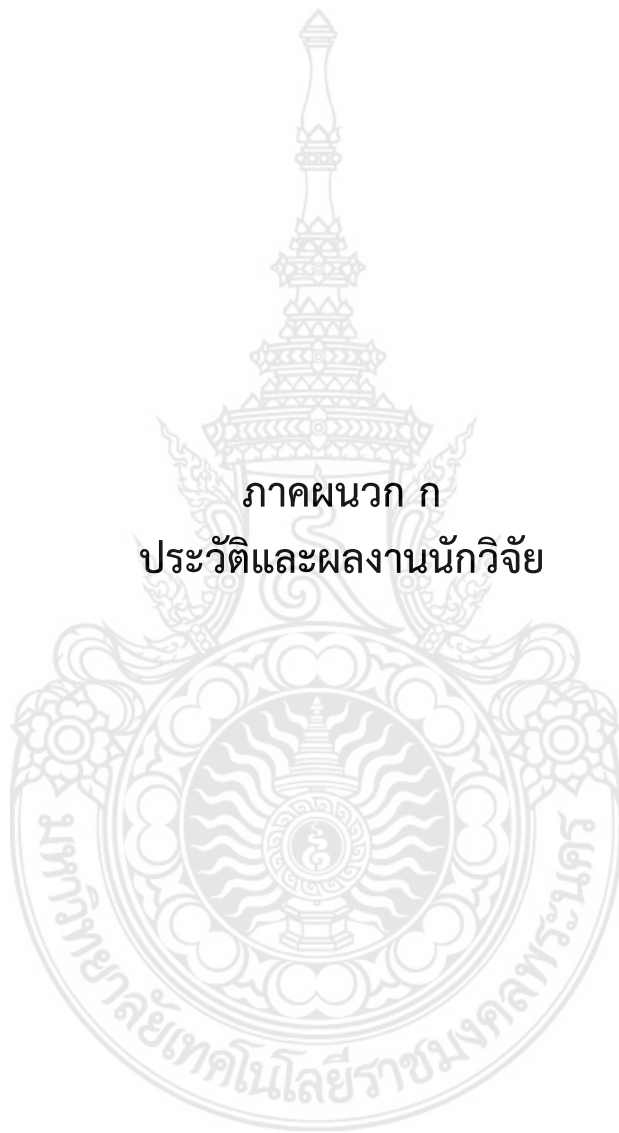 ภาคผนวก ก
ประวัติและผลงานนักวิจัย
มหาวิทยาลัยเทคโนโลยีราชมงคลพระนคร